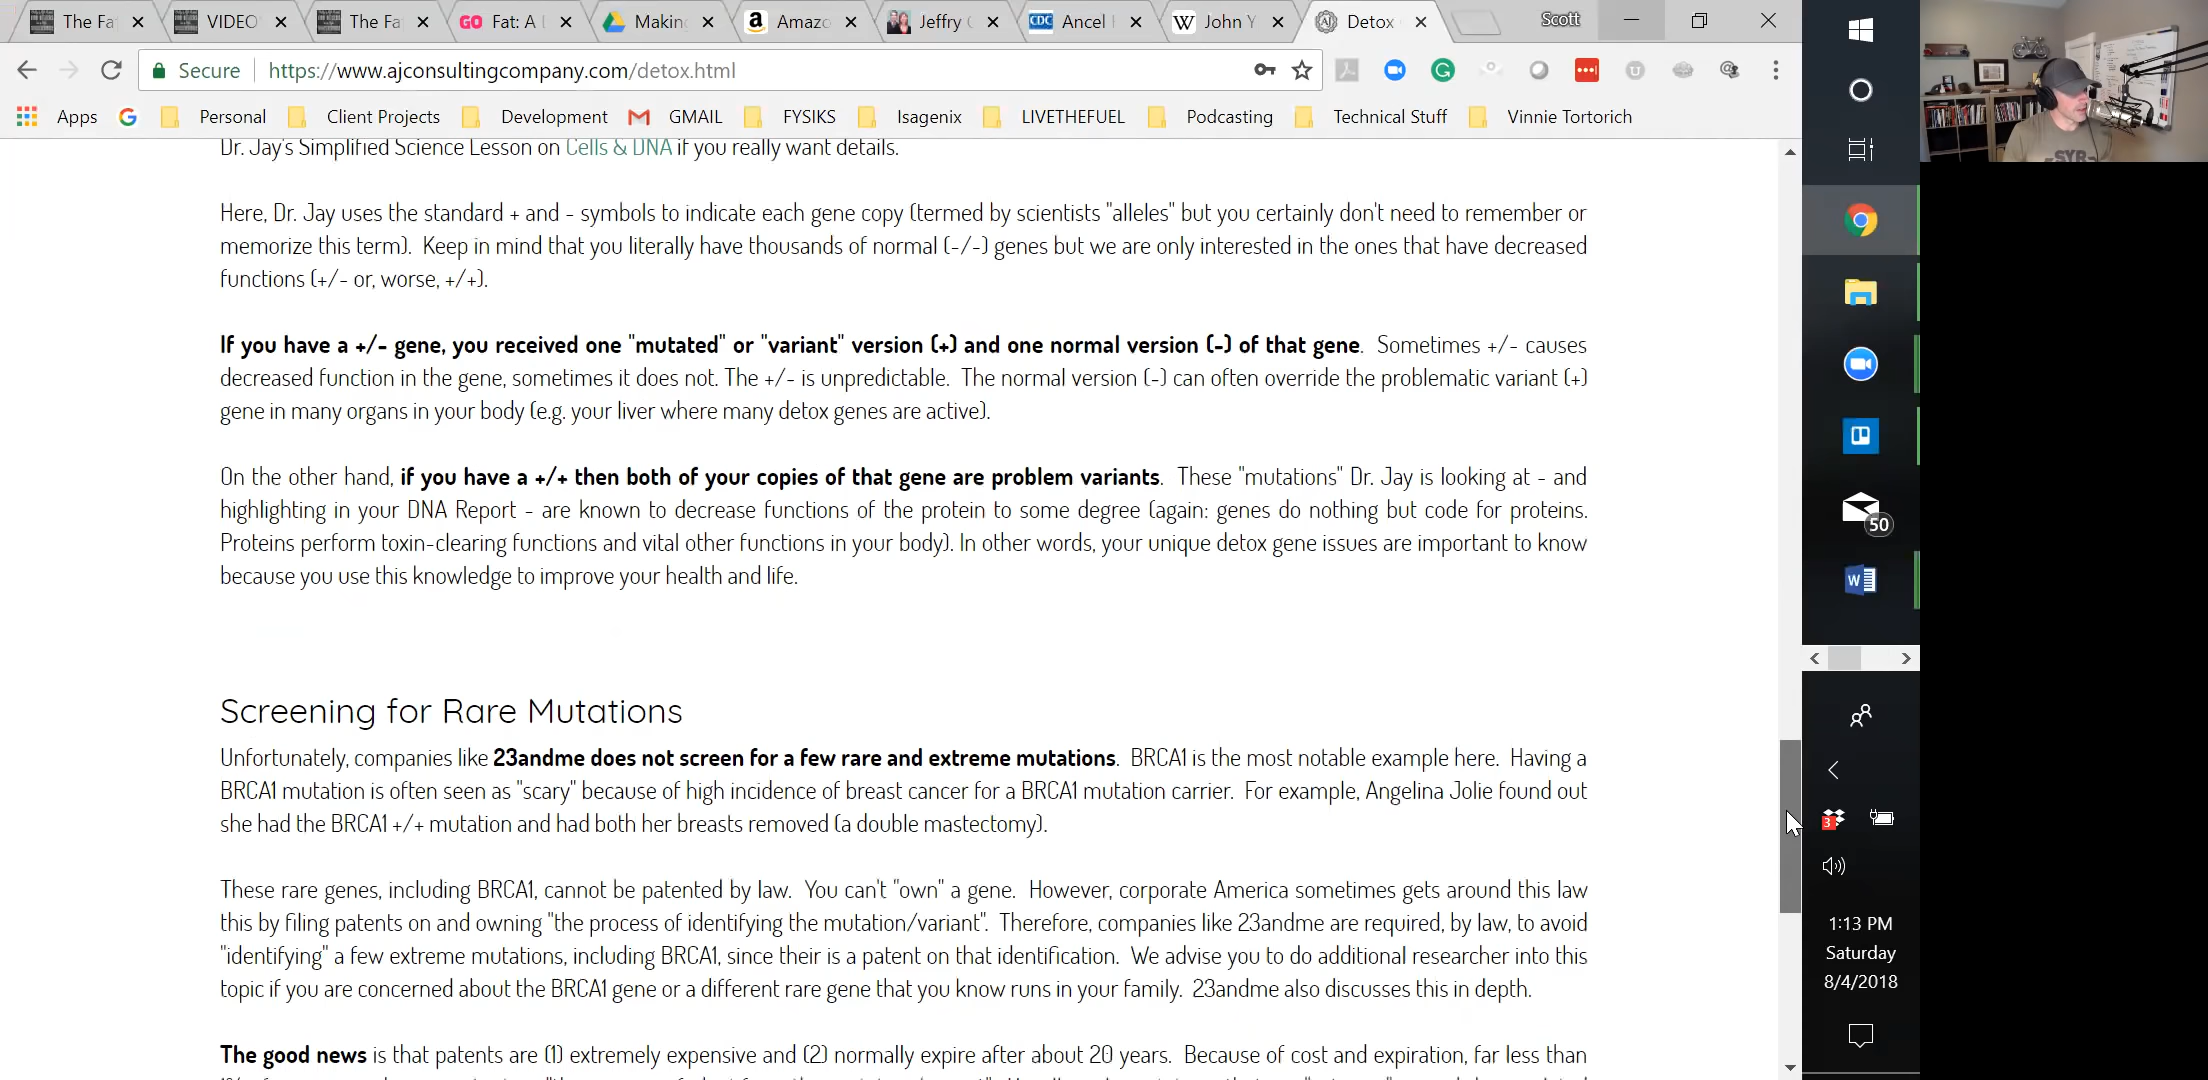 The Fa
VIDEO
The Fa
GO Fat: A
Making
Amazo
Jeffry
CDC Ancel
W John Y
Detox
Scott
Secure https://www.ajconsultingcompany.com/detox.html
Apps Personal Client Projects Development GMAIL FYSIKS Isagenix LIVETHEFUEL Podcasting Technical Stuff Vinnie Tortorich
Dr. Jay's Simplified Science Lesson on Cells & DNA if you really want details.
Here, Dr. Jay uses the standard + and - symbols to indicate each gene copy (termed by scientists "alleles" but you certainly don't need to remember or
memorize this term). Keep in mind that you literally have thousands of normal (-/-) genes but we are only interested in the ones that have decreased
functions (+/- or, worse, +/+).
If you have a +/- gene, you received one "mutated" or "variant" version (+) and one normal version (-) of that gene. Sometimes +/- causes
decreased function in the gene, sometimes it does not. The +/- is unpredictable. The normal version (-) can often override the problematic variant (+)
gene in many organs in your body (e.g. your liver where many detox genes are active).
On the other hand, if you have a +/+ then both of your copies of that gene are problem variants. These "mutations" Dr. Jay is looking at - and
highlighting in your DNA Report - are known to decrease functions of the protein to some degree (again: genes do nothing but code for proteins.
Proteins perform toxin-clearing functions and vital other functions in your body). In other words, your unique detox gene issues are important to know
because you use this knowledge to improve your health and life.
Screening for Rare Mutations
Unfortunately, companies like 23andme does not screen for a few rare and extreme mutations. BRCA1 is the most notable example here. Having a
BRCA1 mutation is often seen as "scary" because of high incidence of breast cancer for a BRCA1 mutation carrier. For example, Angelina Jolie found out
she had the BRCA1 +/+ mutation and had both her breasts removed (a double mastectomy).
These rare genes, including BRCA1, cannot be patented by law. You can't "own" a gene. However, corporate America sometimes gets around this law
this by filing patents on and owning "the process of identifying the mutation/variant". Therefore, companies like 23andme are required, by law, to avoid
"identifying" a few extreme mutations, including BRCA1, since their is a patent on that identification. We advise you to do additional researcher into this
topic if you are concerned about the BRCA1 gene or a different rare gene that you know runs in your family. 23andme also discusses this in depth.
The good news is that patents are (1) extremely expensive and (2) normally expire after about 20 years. Because of cost and expiration, far less than
50
W
3
1:13 PM
Saturday
8/4/2018
SYR